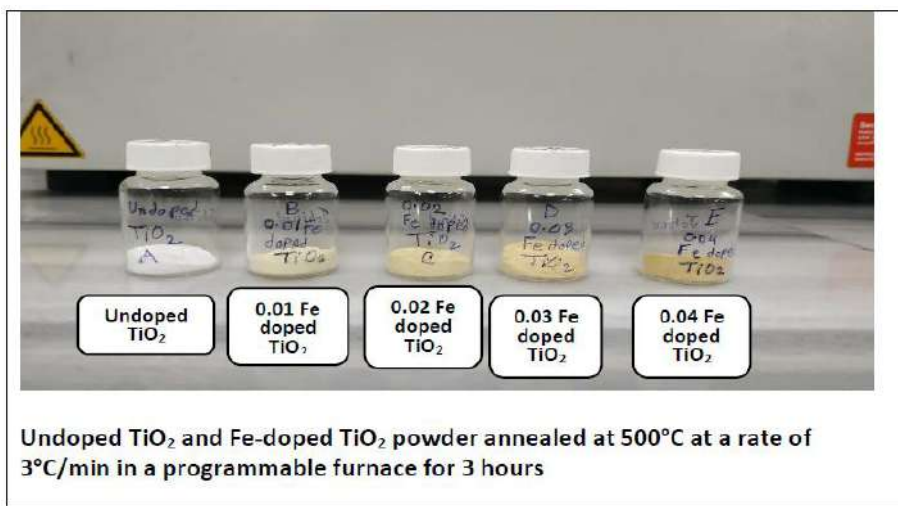 Undoped
TiO2
A
B
0.01 Fe
doped
TiO2
0.02
Fe doped
TiO2
C
D
Fe doped
TiO2
E
0.04
Fe doped
TiO2
Undoped
TiO₂
0.01 Fe
doped
TiO₂
0.02 Fe
doped
TiO₂
0.03 Fe
doped
TiO₂
0.04 Fe
doped
TiO₂
Undoped TiO₂ and Fe-doped TiO₂ powder annealed at 500°C at a rate of
3°C/min in a programmable furnace for 3 hours